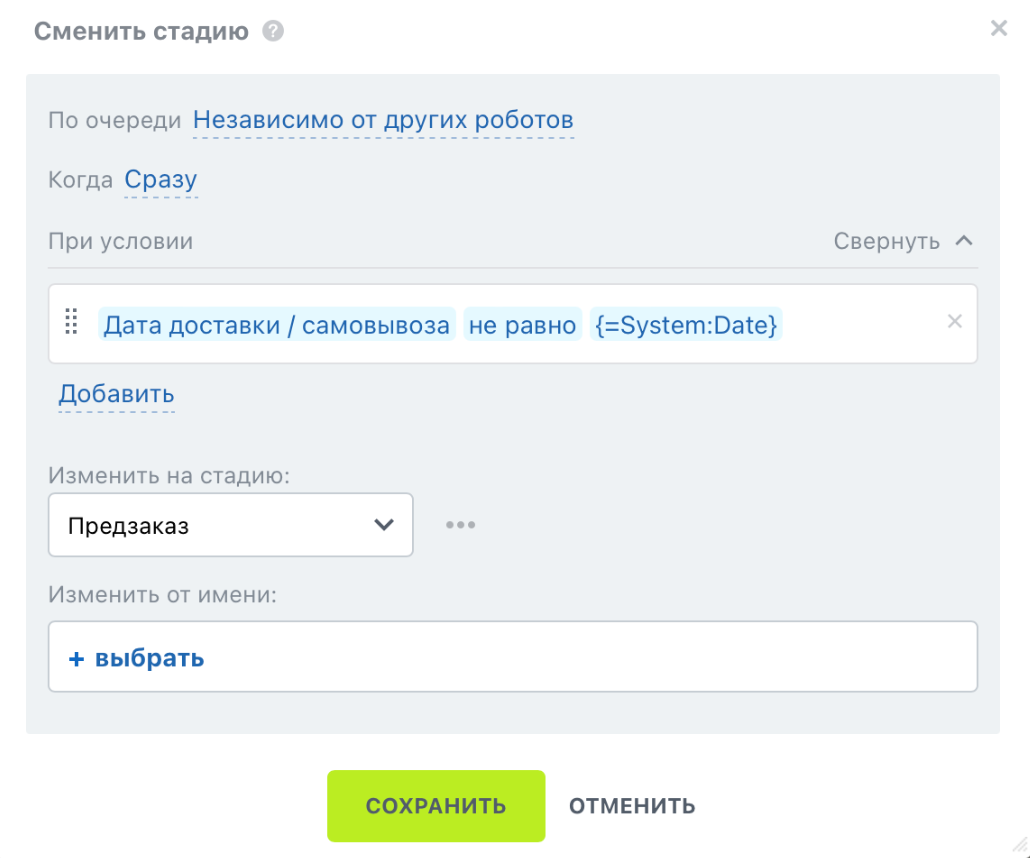 Сменить стадию ?
По очереди Независимо от других роботов
Когда Сразу
При условии Свернуть
Дата доставки / самовывоза не равно {=System:Date}
Добавить
Изменить на стадию:
Предзаказ
Изменить от имени:
+ выбрать
СОХРАНИТЬ ОТМЕНИТЬ